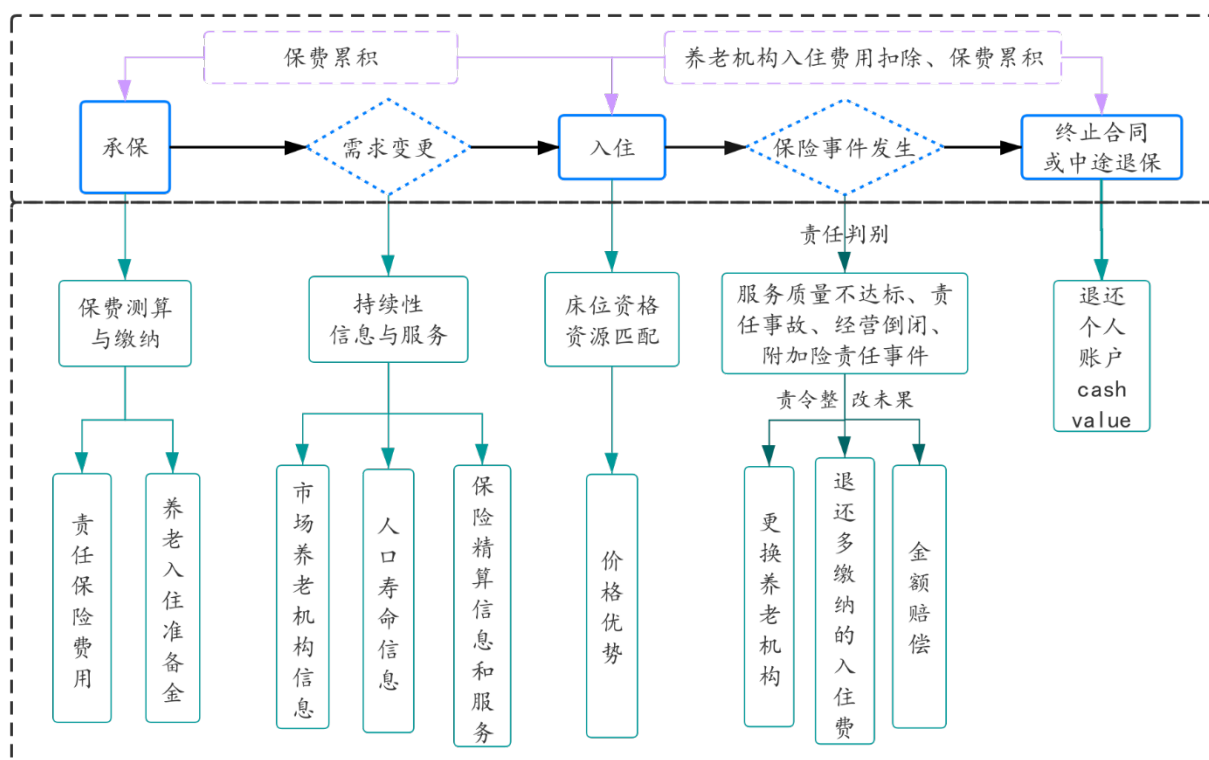 保费累积
养老机构入住费用扣除、保费累积
承保
需求变更
入住
保险事件发生
终止合同
或中途退保
责任判别
保费测算
与缴纳
持续性
信息与服务
床位资格
资源匹配
服务质量不达标、责
任事故、经营倒闭、
附加险责任事件
退还
个人
账户
cash
value
责令整 改未果
责任保险费用
养老入住准备金
市场养老机构信息
人口寿命信息
保险精算信息和服务
价格优势
更换养老机构
退还多缴纳的入住费
金额赔偿